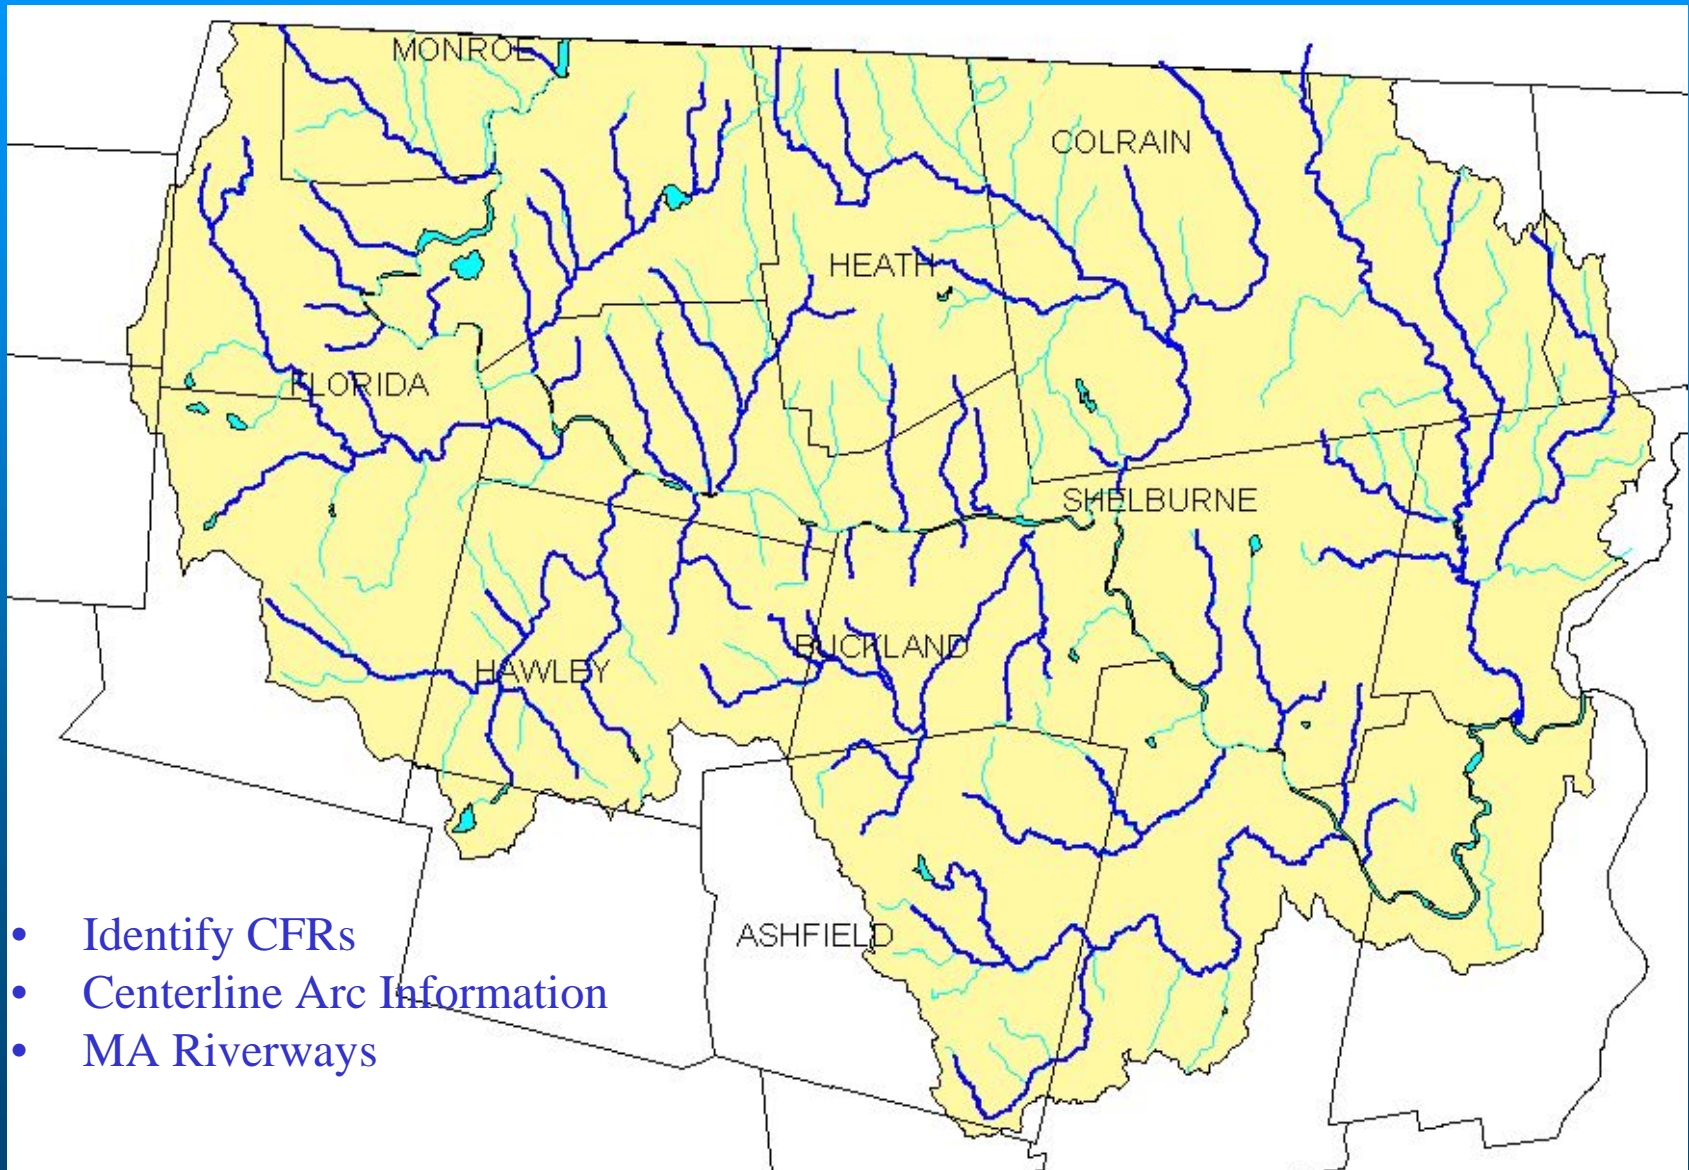 MONROE
COLRAIN
HEATH
FLORIDA
SHELBURNE
BUCKLAND
HAWLEY
ASHFIELD
• Identify CFRs
• Centerline Arc Information
• MA Riverways